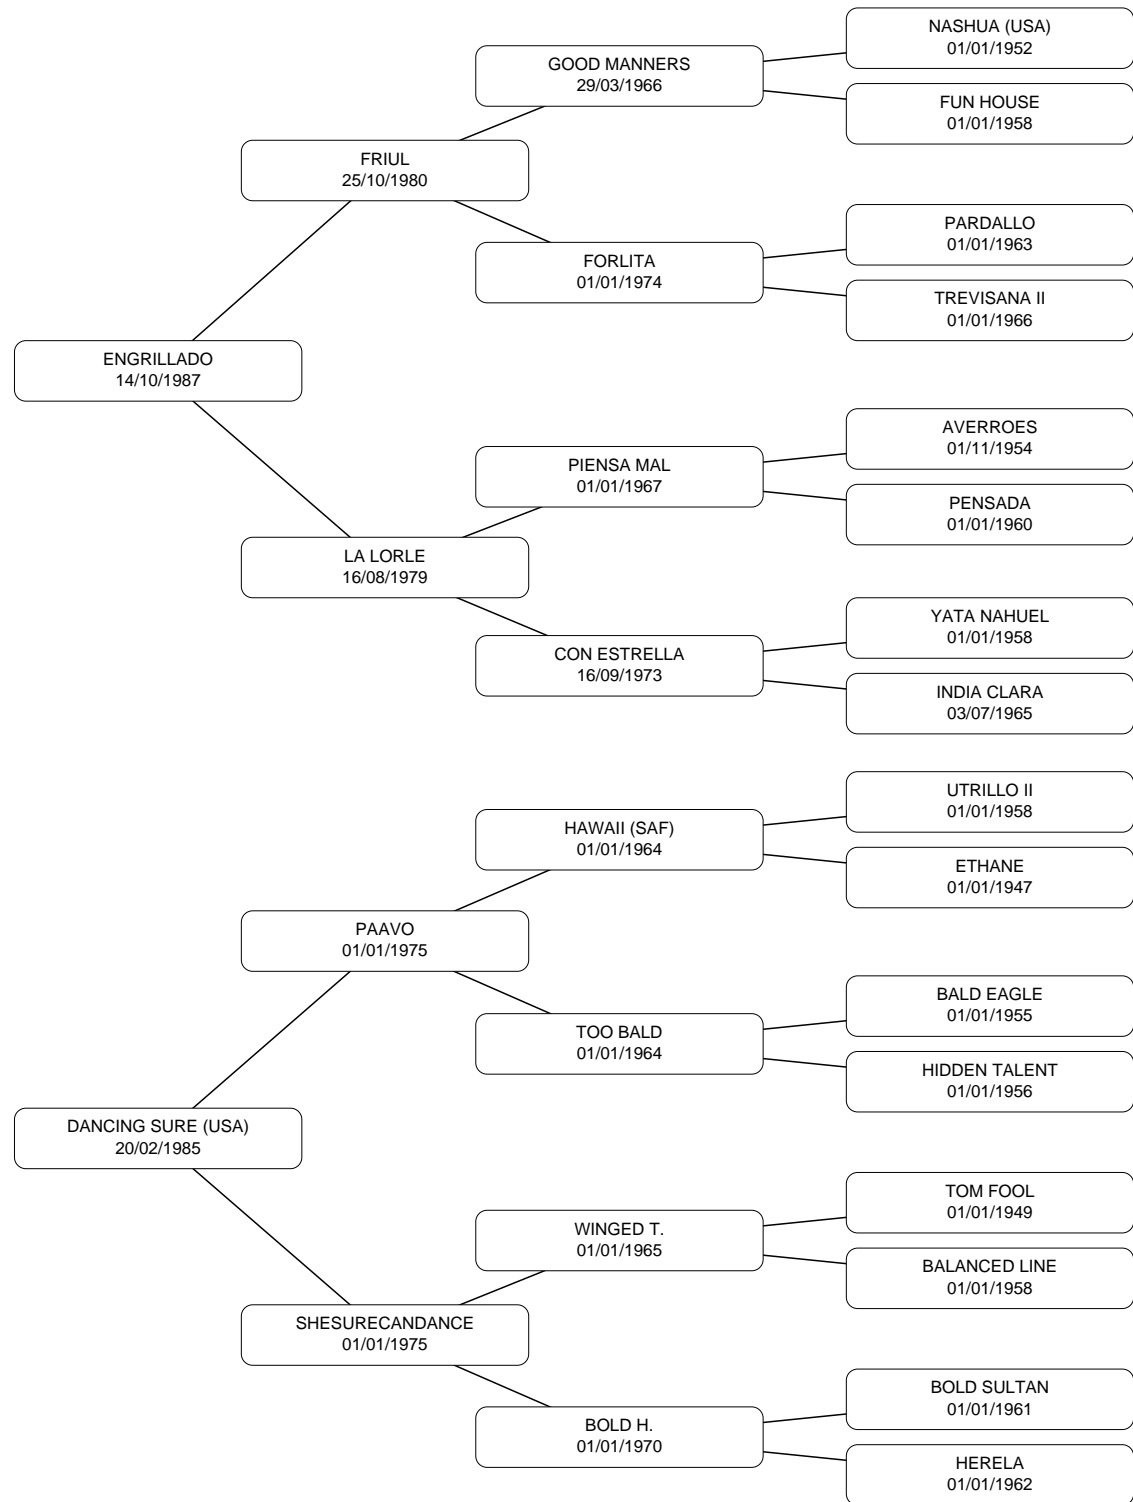 NASHUA (USA)
01/01/1952
GOOD MANNERS
29/03/1966
FUN HOUSE
01/01/1958
FRIUL
25/10/1980
PARDALLO
01/01/1963
FORLITA
01/01/1974
TREVISANA II
01/01/1966
ENGRILLADO
14/10/1987
AVERROES
01/11/1954
PIENSA MAL
01/01/1967
PENSADA
01/01/1960
LA LORLE
16/08/1979
YATA NAHUEL
01/01/1958
CON ESTRELLA
16/09/1973
INDIA CLARA
03/07/1965
UTRILLO II
01/01/1958
HAWAII (SAF)
01/01/1964
ETHANE
01/01/1947
PAAVO
01/01/1975
BALD EAGLE
01/01/1955
TOO BALD
01/01/1964
HIDDEN TALENT
01/01/1956
DANCING SURE (USA)
20/02/1985
TOM FOOL
01/01/1949
WINGED T.
01/01/1965
BALANCED LINE
01/01/1958
SHESURECANDANCE
01/01/1975
BOLD SULTAN
01/01/1961
BOLD H.
01/01/1970
HERELA
01/01/1962